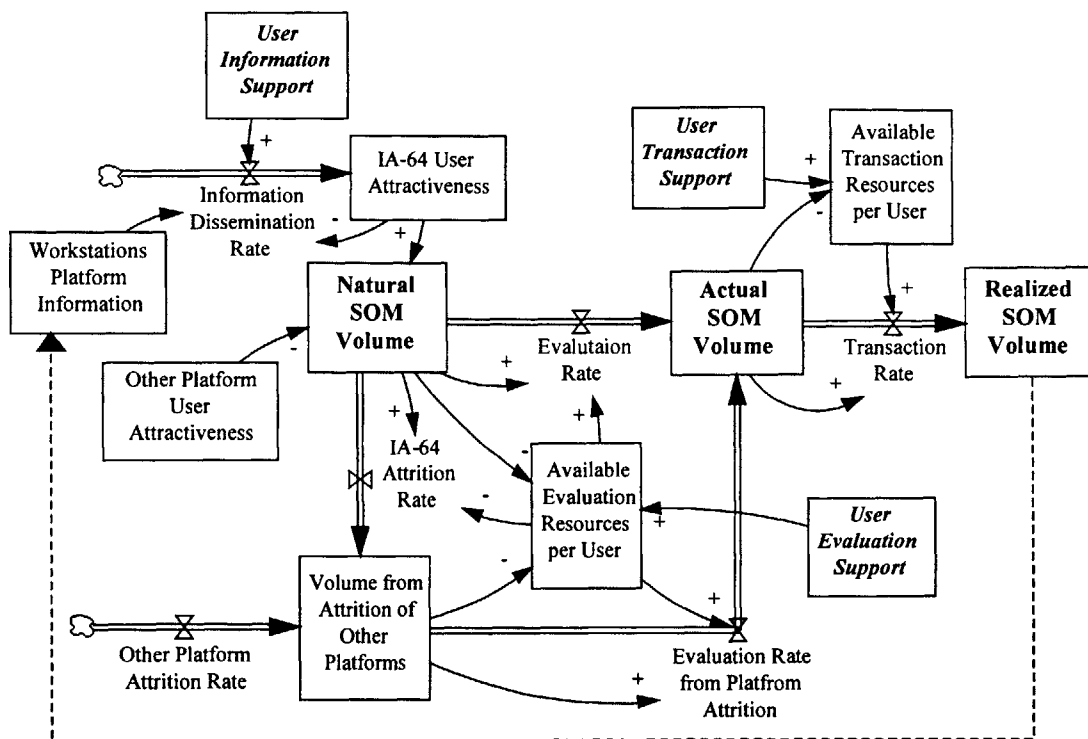 User
Information
Support
+
IA-64 User
Attractiveness
Information
Dissemination
Rate
-
+
Workstations
Platform
Information
User
Transaction
Support
+
-
Available
Transaction
Resources
per User
Natural
SOM
Volume
-
Other Platform
User
Attractiveness
Evalutaion
Rate
+
+
Actual
SOM
Volume
+
Transaction
Rate
+
Realized
SOM
Volume
+
IA-64
Attrition
Rate
-
-
Available
Evaluation
Resources
per User
+
User
Evaluation
Support
-
+
Volume from
Attrition of
Other
Platforms
Other Platform
Attrition Rate
+
Evaluation Rate
from Platfrom
Attrition